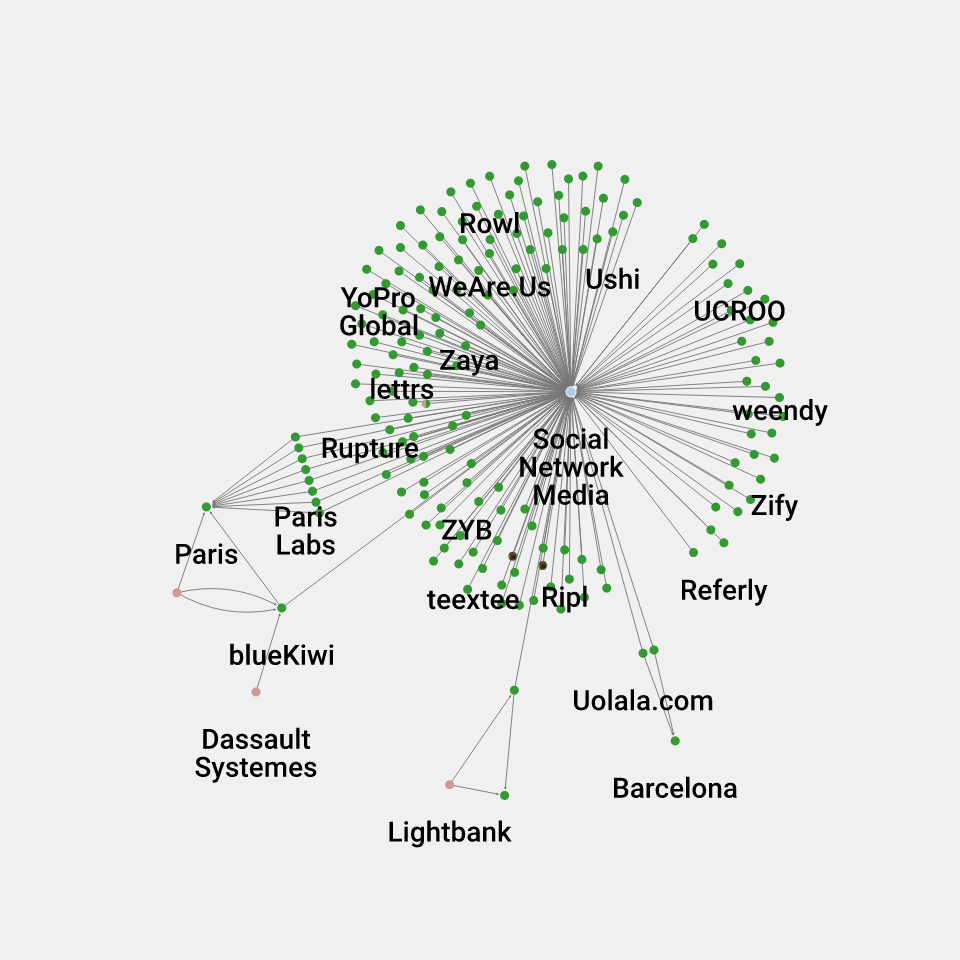 Rowl
Ushi
WeAre.Us
YoPro
Global
UCROO
Zaya
lettrs
weendy
Social
Network
Media
Rupture
Zify
Paris
Labs
ZYB
Paris
Referly
teextee
Ripl
blueKiwi
Uolala.com
Dassault
Systemes
Barcelona
Lightbank